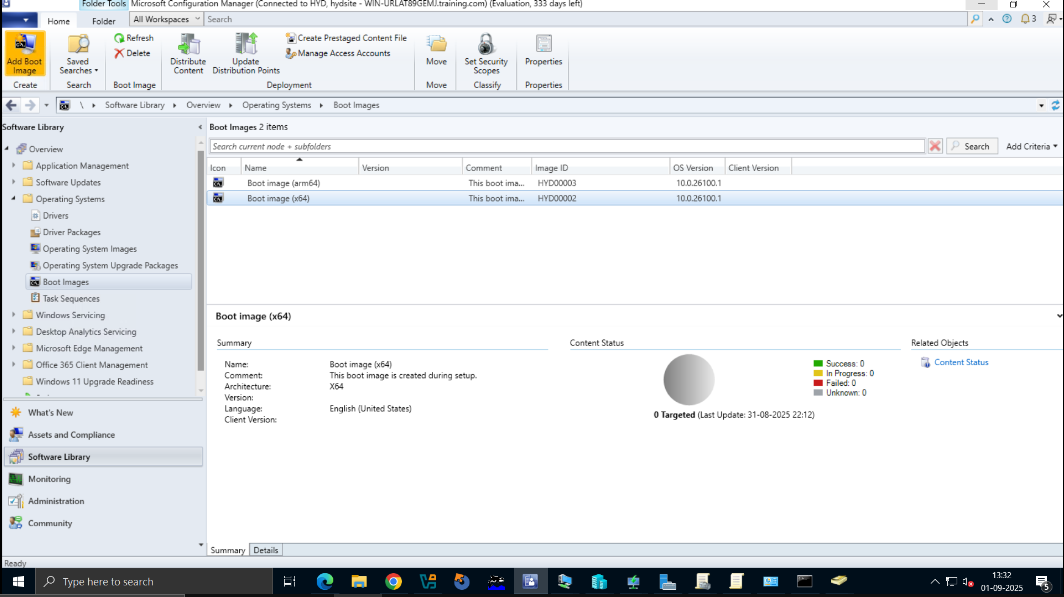 Folder Tools Microsoft Configuration Manager (Connected to HYD, hydsite - WIN-URLAT89GEMJ.training.com) (Evaluation, 333 days left)
Home Folder All Workspaces Search 3
Add Boot Image
Saved Searches
Refresh
Delete
Distribute Content
Update Distribution Points
Create Prestaged Content File
Manage Access Accounts
Move
Set Security Scopes
Properties
Create Search Boot Image Deployment Move Classify Properties
\ Software Library Overview Operating Systems Boot Images
Software Library
Overview
Application Management
Software Updates
Operating Systems
Drivers
Driver Packages
Operating System Images
Operating System Upgrade Packages
Boot Images
Task Sequences
Windows Servicing
Desktop Analytics Servicing
Microsoft Edge Management
Office 365 Client Management
Windows 11 Upgrade Readiness
What's New
Assets and Compliance
Software Library
Monitoring
Administration
Community
Boot Images 2 items
Search current node + subfolders Search Add Criteria
Icon Name Version Comment Image ID OS Version Client Version
Boot image (arm64) This boot ima... HYD00003 10.0.26100.1
Boot image (x64) This boot ima... HYD00002 10.0.26100.1
Boot image (x64)
Summary
Name: Boot image (x64)
Comment: This boot image is created during setup.
Architecture: X64
Version:
Language: English (United States)
Client Version:
Content Status
Success: 0
In Progress: 0
Failed: 0
Unknown: 0
0 Targeted (Last Update: 31-08-2025 22:12)
Related Objects
Content Status
Summary Details
Ready
Type here to search
13:32
01-09-2025
5